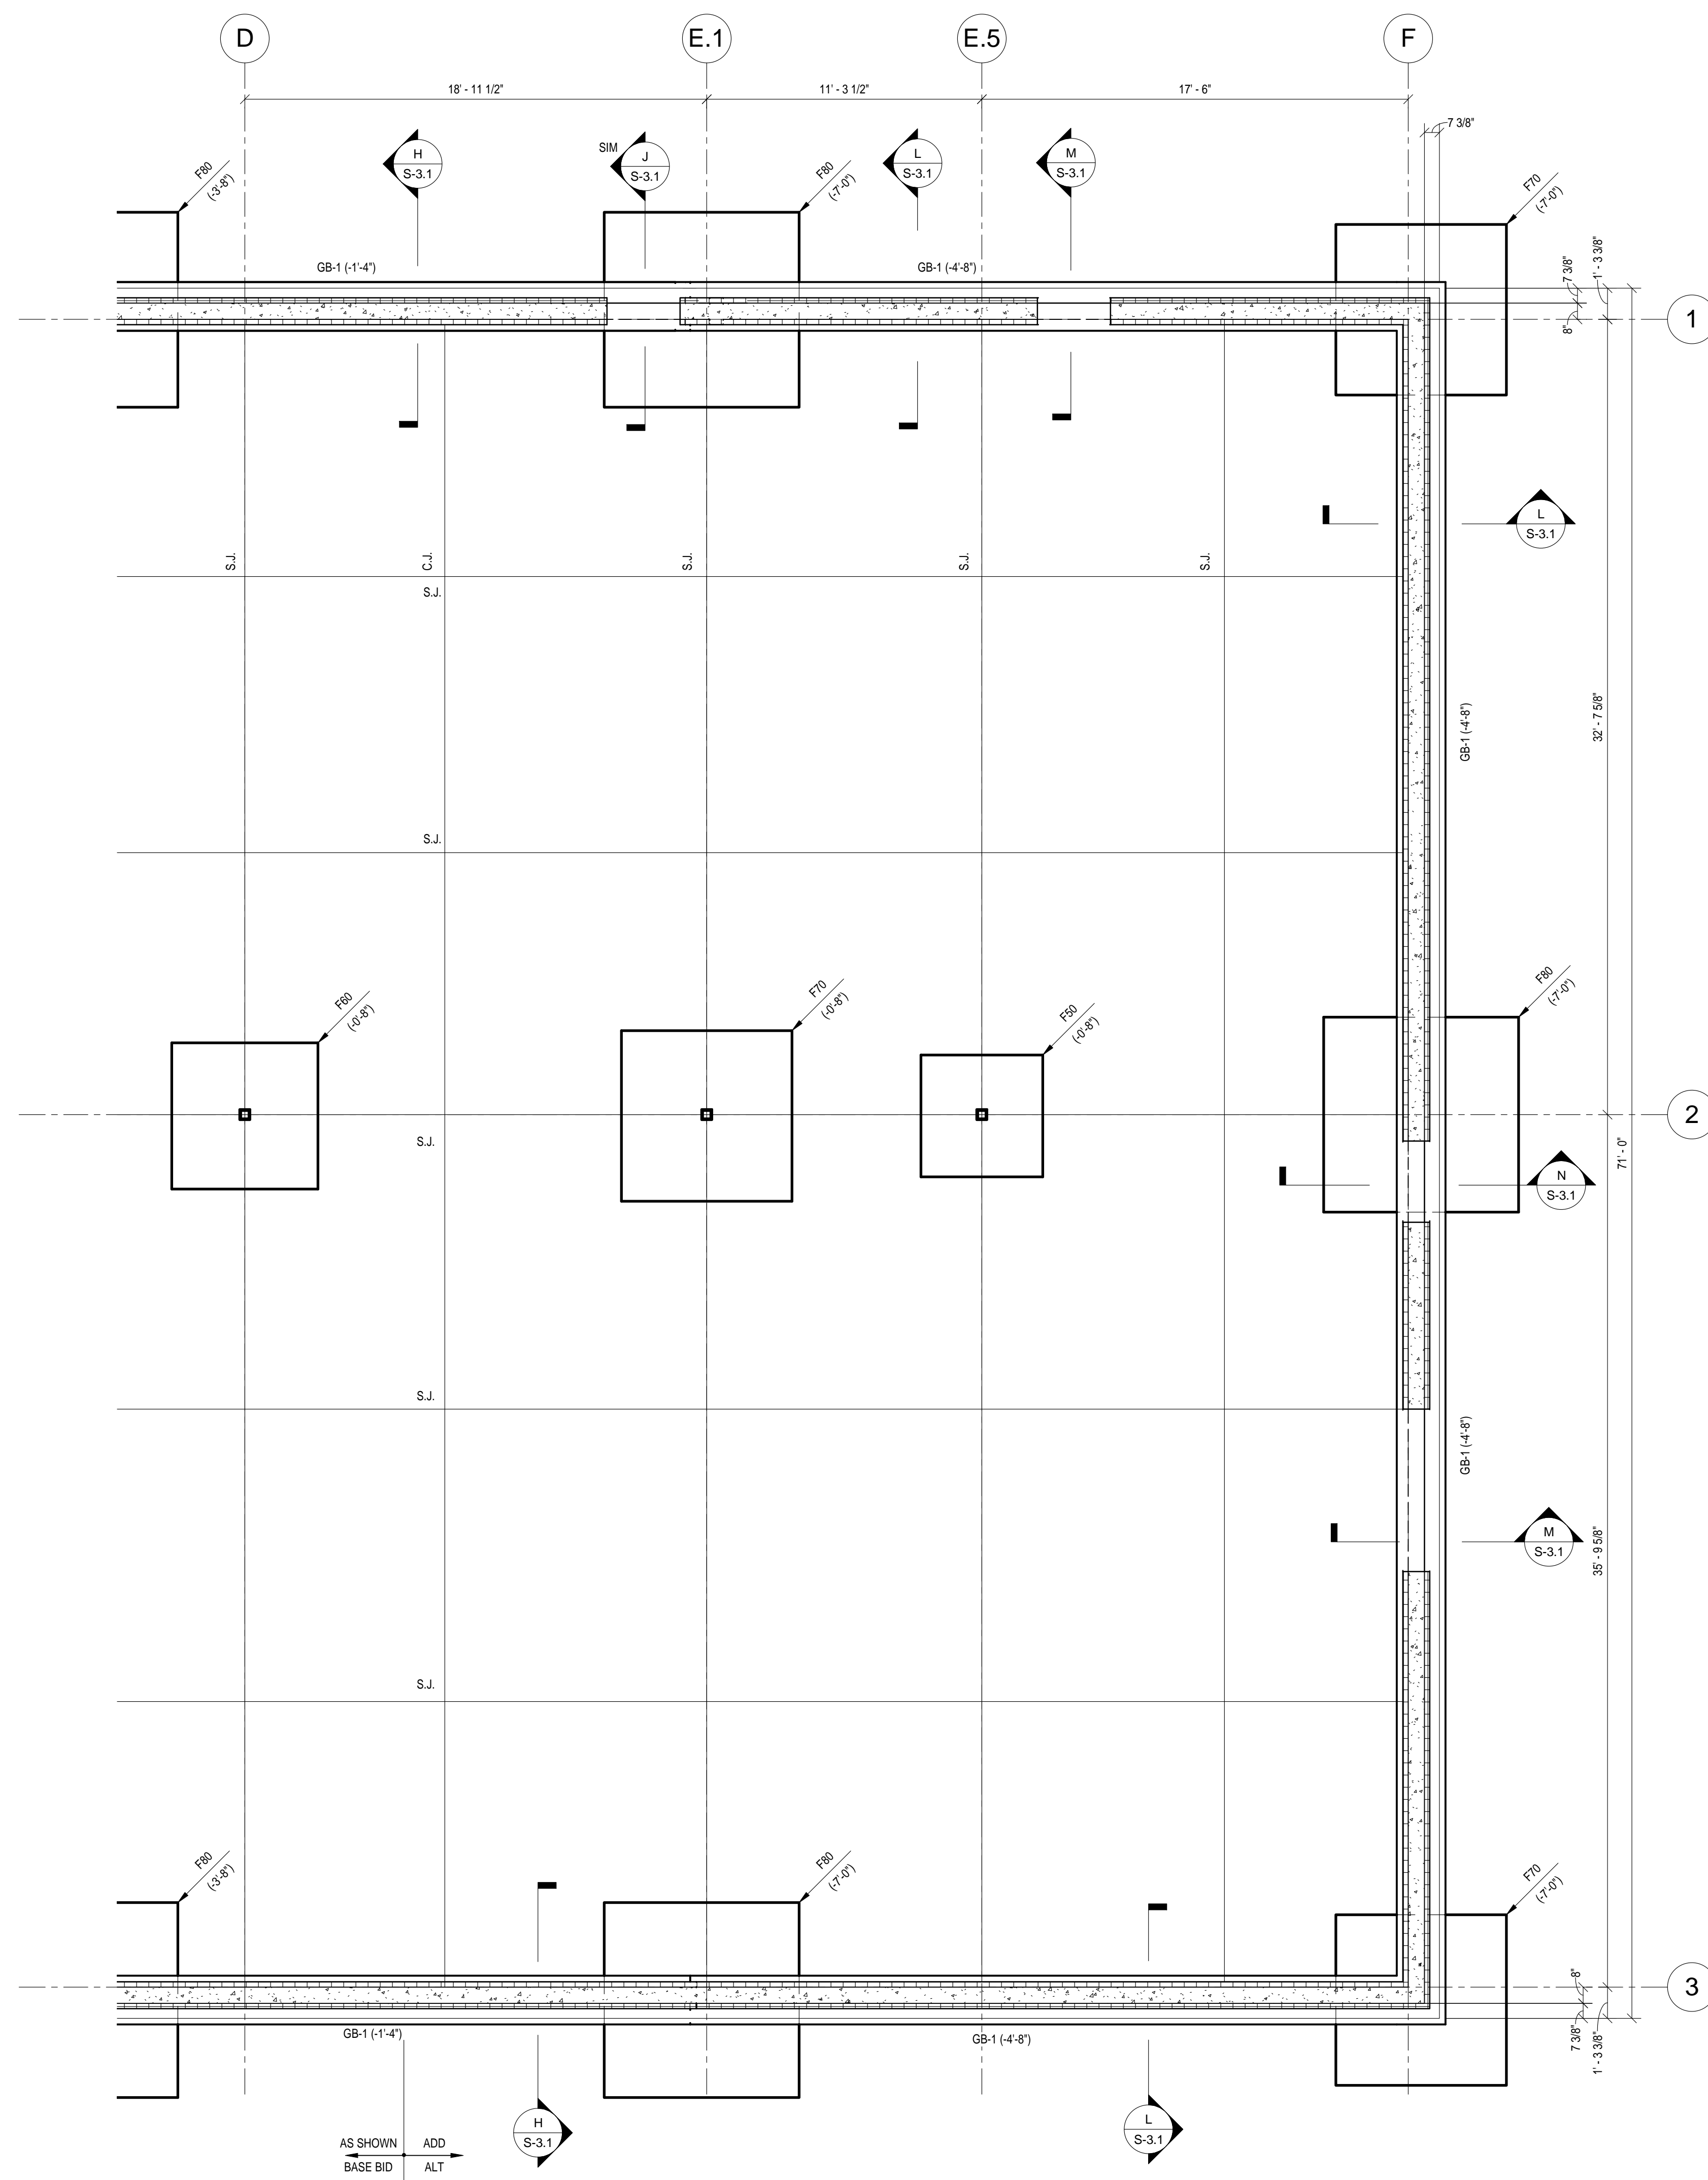 D
E.1
E.5
F
18' - 11 1/2"
11' - 3 1/2"
17' - 6"
7 3/8"
H
S-3.1
SIM
J
S-3.1
L
S-3.1
M
S-3.1
F80
(-3'-8")
F80
(-7'-0")
F70
(-7'-0")
GB-1 (-1'-4")
GB-1 (-4'-8")
7 3/8"
1' - 3 3/8"
8"
1
L
S-3.1
S.J.
C.J.
S.J.
S.J.
S.J.
S.J.
GB-1 (-4'-8")
32' - 7 5/8"
S.J.
F60
(-0'-8")
F70
(-0'-8")
F50
(-0'-8")
F80
(-7'-0")
2
S.J.
71' - 0"
N
S-3.1
S.J.
GB-1 (-4'-8")
M
S-3.1
35' - 9 5/8"
S.J.
F80
(-3'-8")
F80
(-7'-0")
F70
(-7'-0")
8"
3
7 3/8"
1' - 3 3/8"
GB-1 (-1'-4")
GB-1 (-4'-8")
H
S-3.1
L
S-3.1
AS SHOWN ADD
BASE BID ALT